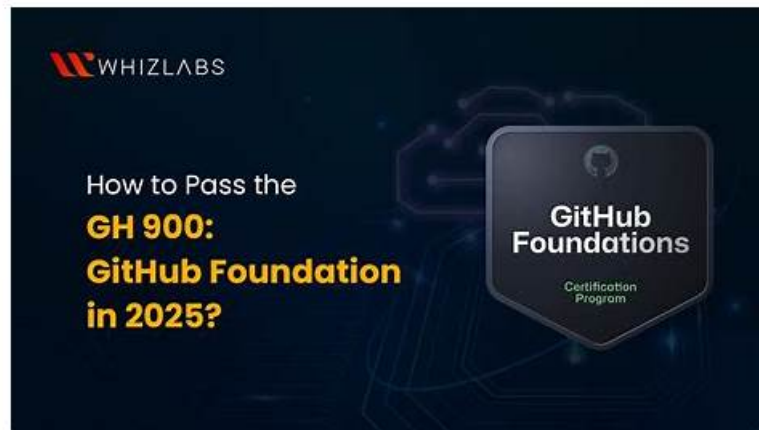 WHIZLABS
How to Pass the
GH 900:
GitHub Foundation
in 2025?
GitHub
Foundations
Certification
Program